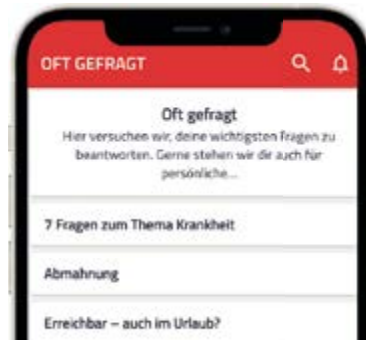 OFT GEFRAGT
Oft gefragt
Hier versuchen wir, deine wichtigsten Fragen zu
beantworten. Gerne stehen wir dir auch für
persönliche...
7 Fragen zum Thema Krankheit
Abmahnung
Erreichbar – auch im Urlaub?